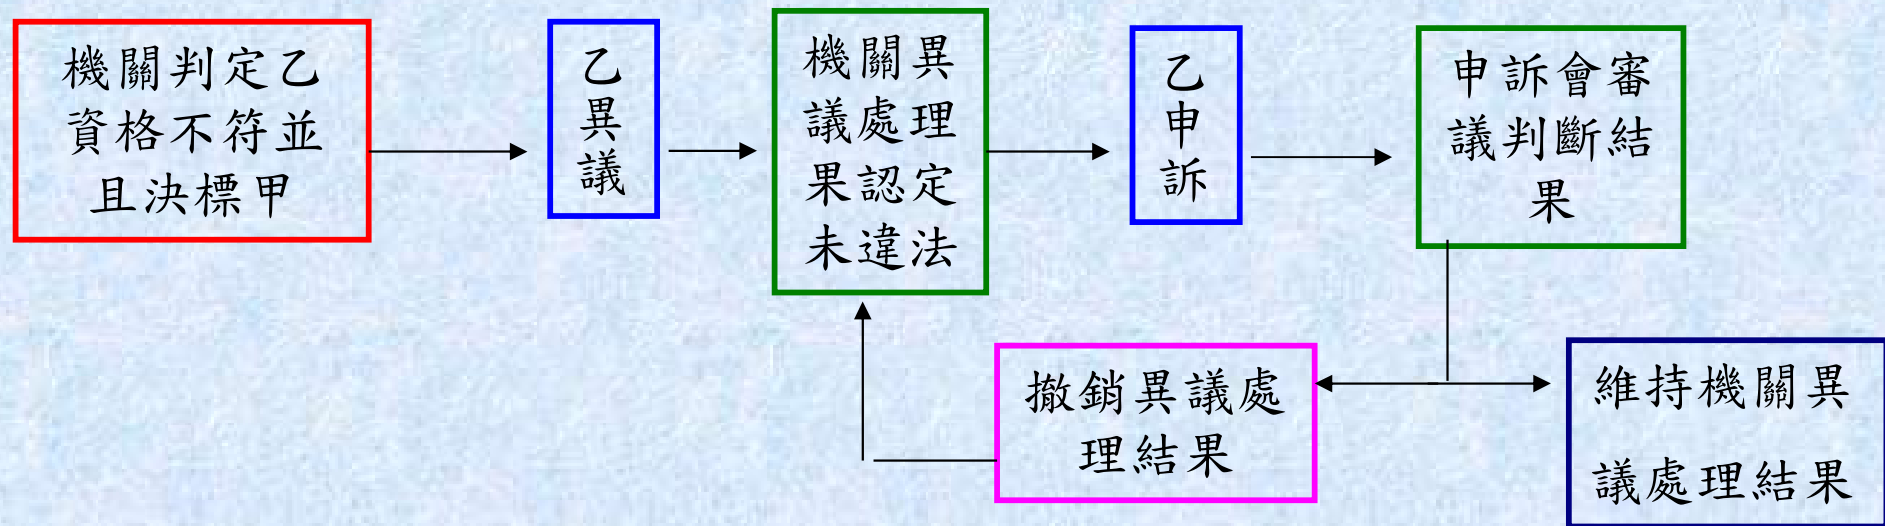 機關判定乙
資格不符並
且決標甲
乙
異
議
機關異
議處理
果認定
未違法
乙
申
訴
申訴會審
議判斷結
果
撤銷異議處
理結果
維持機關異
議處理結果